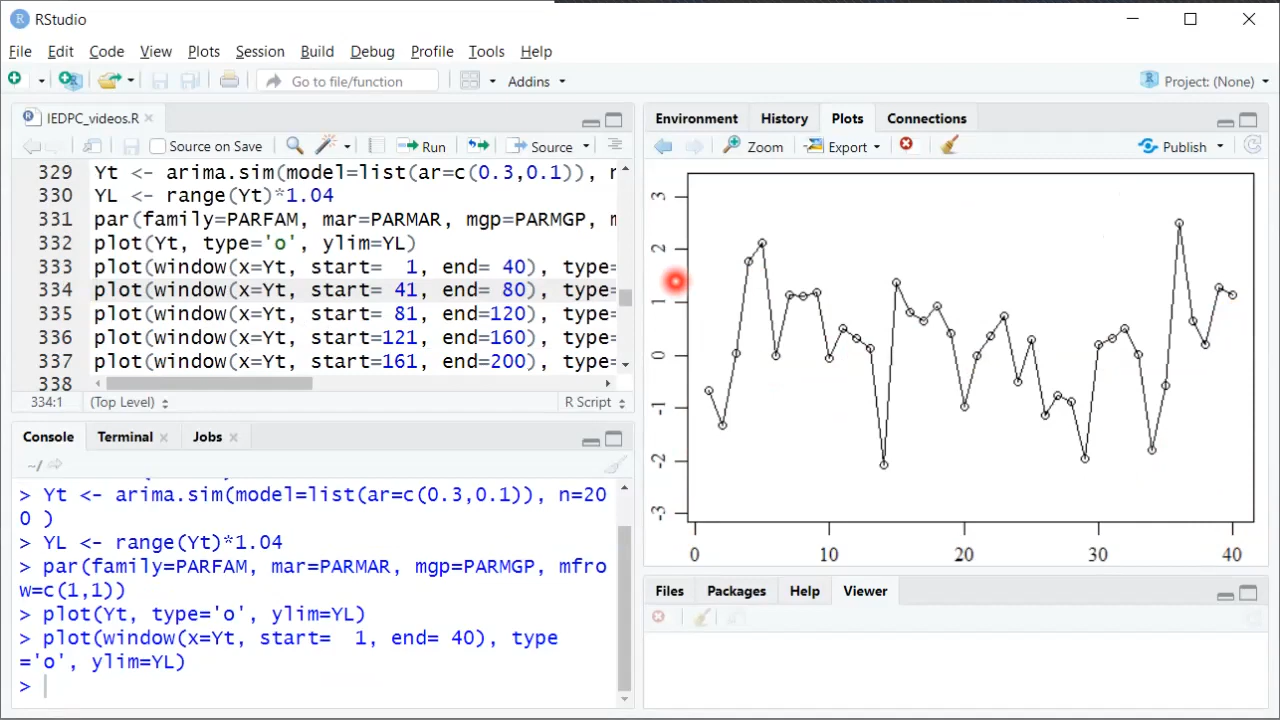 RStudio
File Edit Code View Plots Session Build Debug Profile Tools Help
Go to file/function Addins Project: (None)
IEDPC_videos.R
Source on Save Run Source
329 Yt <- arima.sim(model=list(ar=c(0.3,0.1)),
330 YL <- range(Yt)*1.04
331 par(family=PARFAM, mar=PARMAR, mgp=PARMGP,
332 plot(Yt, type='o', ylim=YL)
333 plot(window(x=Yt, start= 1, end= 40), type=
334 plot(window(x=Yt, start= 41, end= 80), type=
335 plot(window(x=Yt, start= 81, end=120), type=
336 plot(window(x=Yt, start=121, end=160), type=
337 plot(window(x=Yt, start=161, end=200), type=
338
334:1 (Top Level) R Script
Console Terminal Jobs
~/
> Yt <- arima.sim(model=list(ar=c(0.3,0.1)), n=20
0 )
> YL <- range(Yt)*1.04
> par(family=PARFAM, mar=PARMAR, mgp=PARMGP, mfro
w=c(1,1))
> plot(Yt, type='o', ylim=YL)
> plot(window(x=Yt, start= 1, end= 40), type
='o', ylim=YL)
>
Environment History Plots Connections
Zoom Export Publish
3
2
1
0
-1
-2
-3
0 10 20 30 40
Files Packages Help Viewer